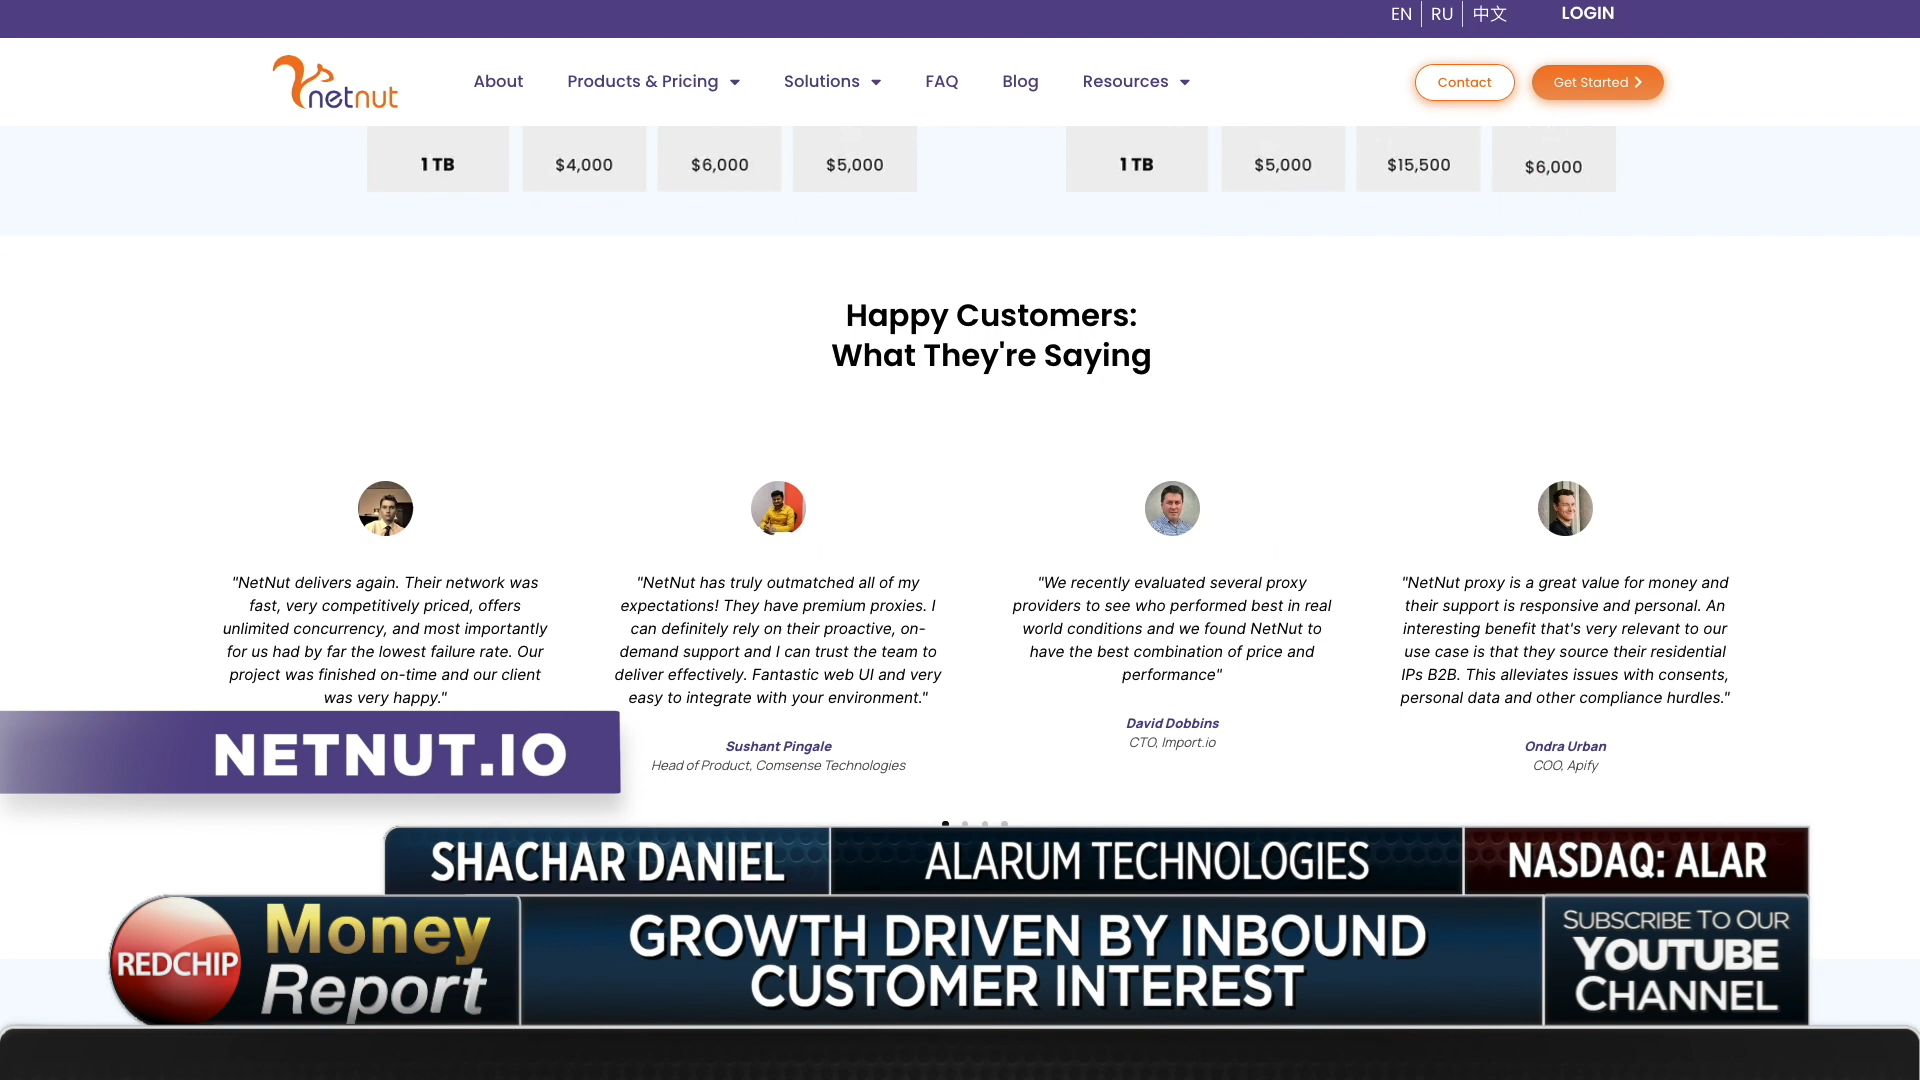 EN RU 中文 LOGIN
netnut About Products & Pricing Solutions FAQ Blog Resources Contact Get Started
1 TB $4,000 $6,000 $5,000
1 TB $5,000 $15,500 $6,000
Happy Customers:
What They're Saying
"NetNut delivers again. Their network was
fast, very competitively priced, offers
unlimited concurrency, and most importantly
for us had by far the lowest failure rate. Our
project was finished on-time and our client
was very happy."
"NetNut has truly outmatched all of my
expectations! They have premium proxies. I
can definitely rely on their proactive, on-
demand support and I can trust the team to
deliver effectively. Fantastic web UI and very
easy to integrate with your environment."
Sushant Pingale
Head of Product, Comsense Technologies
"We recently evaluated several proxy
providers to see who performed best in real
world conditions and we found NetNut to
have the best combination of price and
performance"
David Dobbins
CTO, Import.io
"NetNut proxy is a great value for money and
their support is responsive and personal. An
interesting benefit that's very relevant to our
use case is that they source their residential
IPs B2B. This alleviates issues with consents,
personal data and other compliance hurdles."
Ondra Urban
COO, Apify
NETNUT.IO
SHACHAR DANIEL ALARUM TECHNOLOGIES NASDAQ: ALAR
REDCHIP
Money
Report
GROWTH DRIVEN BY INBOUND
CUSTOMER INTEREST
SUBSCRIBE TO OUR
YOUTUBE
CHANNEL